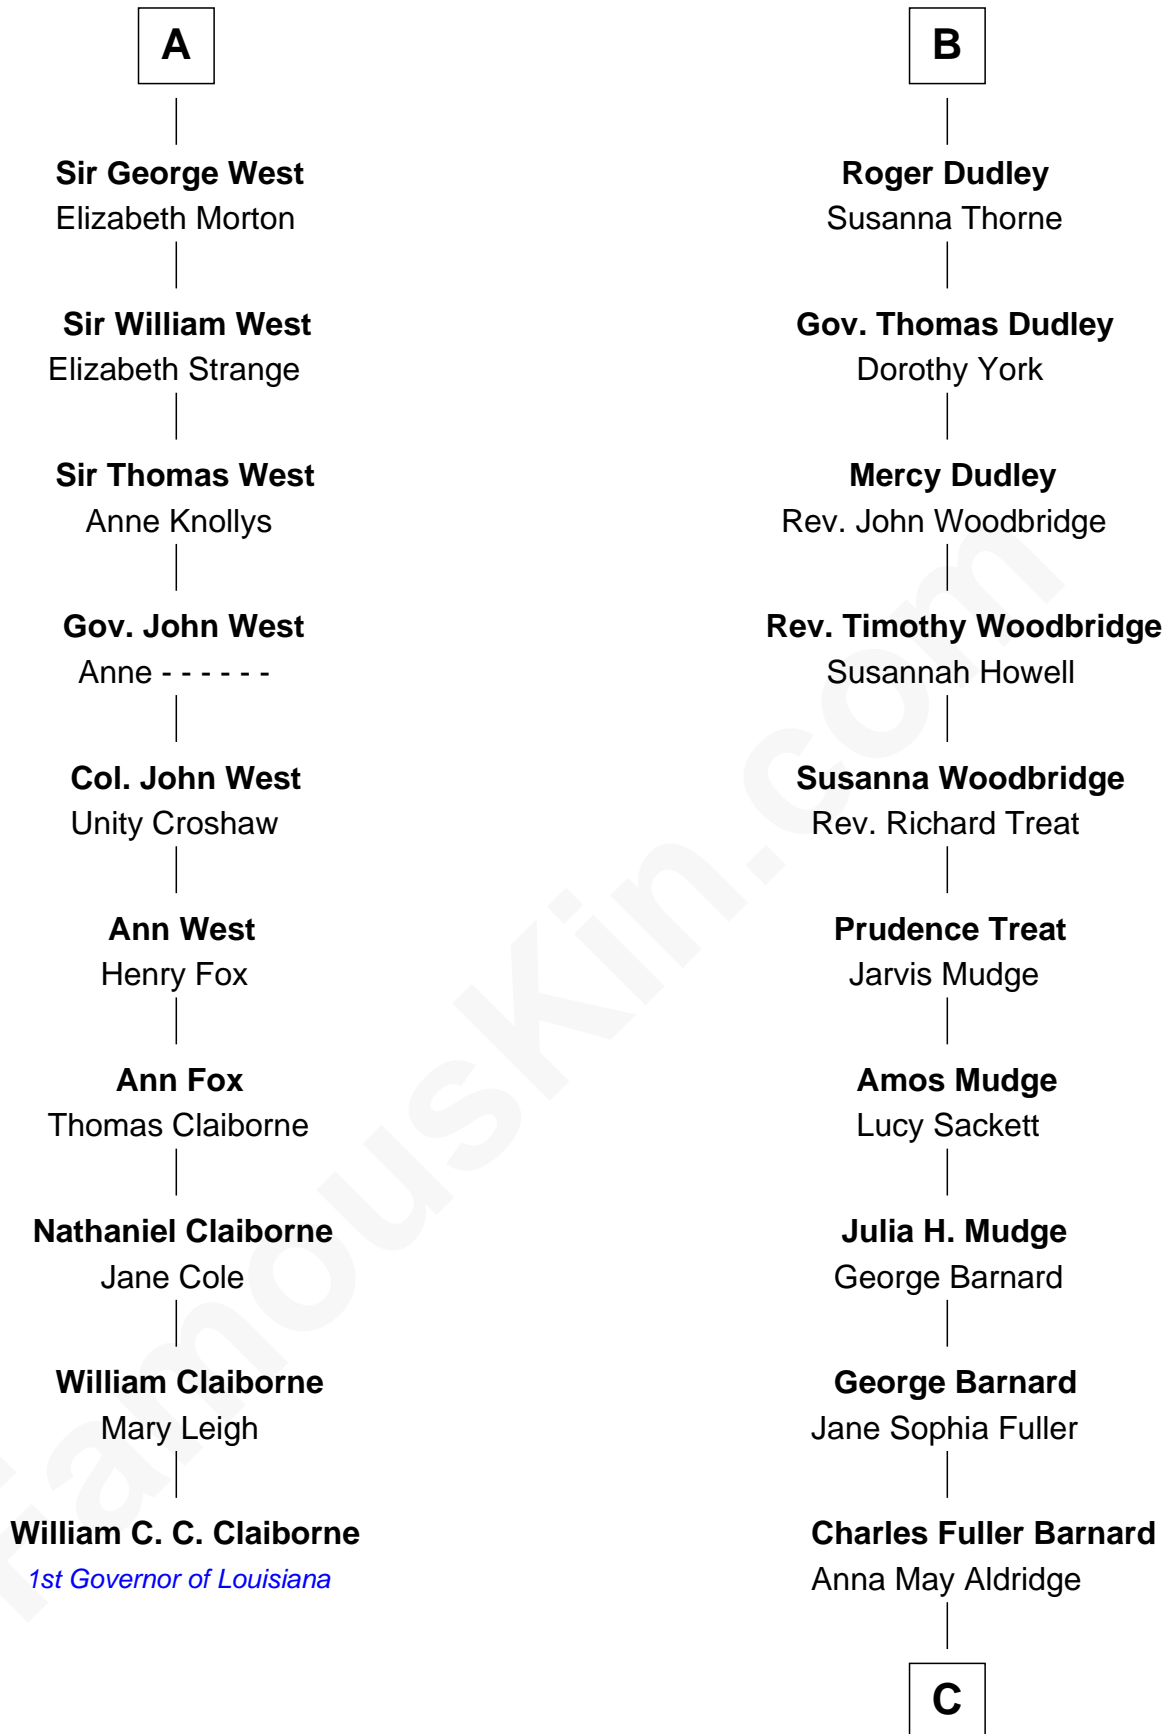 A
Sir George West
Elizabeth Morton
Sir William West
Elizabeth Strange
Sir Thomas West
Anne Knollys
Gov. John West
Anne - - - - - -
Col. John West
Unity Croshaw
Ann West
Henry Fox
Ann Fox
Thomas Claiborne
Nathaniel Claiborne
Jane Cole
William Claiborne
Mary Leigh
William C. C. Claiborne
1st Governor of Louisiana
B
Roger Dudley
Susanna Thorne
Gov. Thomas Dudley
Dorothy York
Mercy Dudley
Rev. John Woodbridge
Rev. Timothy Woodbridge
Susannah Howell
Susanna Woodbridge
Rev. Richard Treat
Prudence Treat
Jarvis Mudge
Amos Mudge
Lucy Sackett
Julia H. Mudge
George Barnard
George Barnard
Jane Sophia Fuller
Charles Fuller Barnard
Anna May Aldridge
C
FamousKin.com